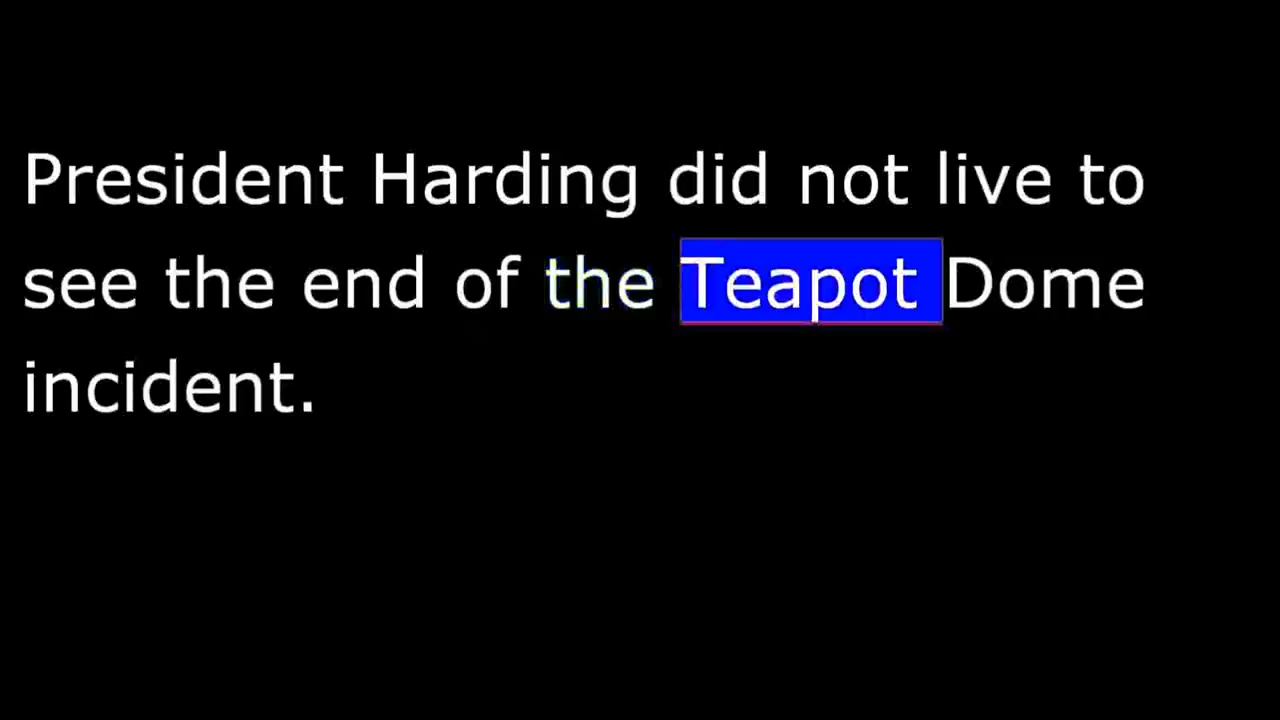 President Harding did not live to
see the end of the Teapot Dome
incident.